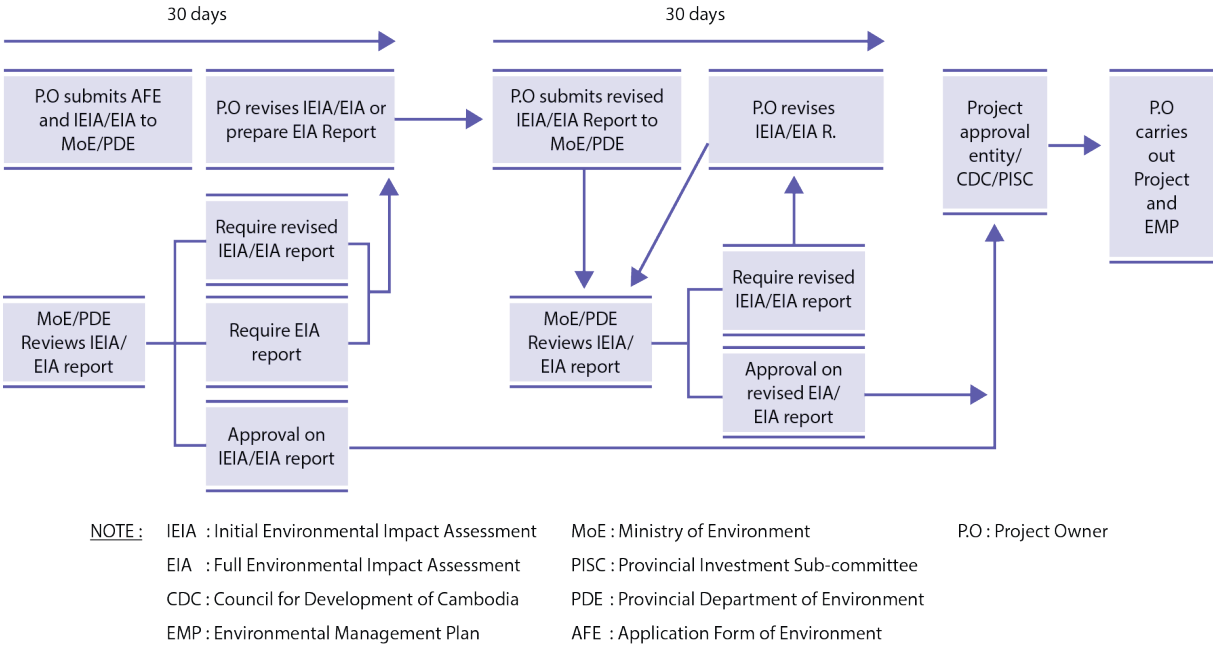 30 days
30 days
P.O submits AFE
and IEIA/EIA to
MoE/PDE
P.O revises IEIA/EIA or
prepare EIA Report
P.O submits revised
IEIA/EIA Report to
MoE/PDE
P.O revises
IEIA/EIA R.
Project
approval
entity/
CDC/PISC
P.O
carries
out
Project
and
EMP
Require revised
IEIA/EIA report
MoE/PDE
Reviews IEIA/
EIA report
Require EIA
report
Approval on
IEIA/EIA report
MoE/PDE
Reviews IEIA/
EIA report
Require revised
IEIA/EIA report
Approval on
revised EIA/
EIA report
NOTE :
IEIA : Initial Environmental Impact Assessment
EIA : Full Environmental Impact Assessment
CDC : Council for Development of Cambodia
EMP : Environmental Management Plan
MoE : Ministry of Environment
PISC : Provincial Investment Sub-committee
PDE : Provincial Department of Environment
AFE : Application Form of Environment
P.O : Project Owner